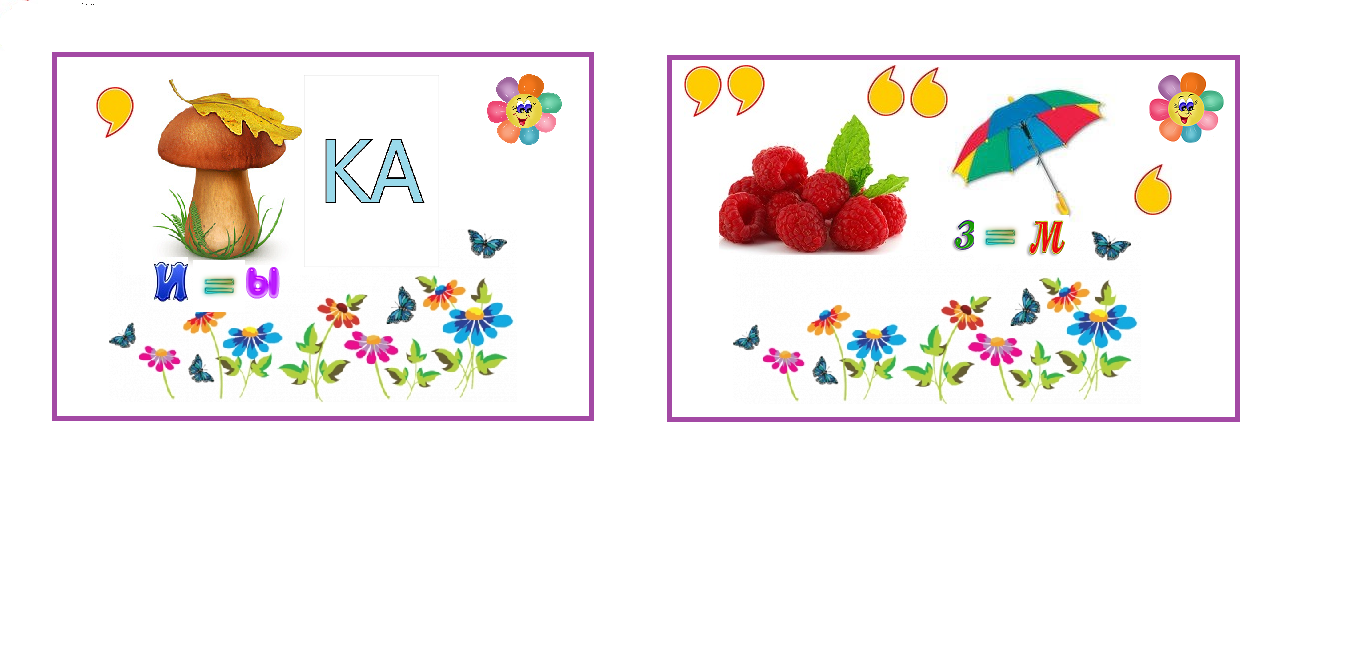 КА
И = Ы
З = М